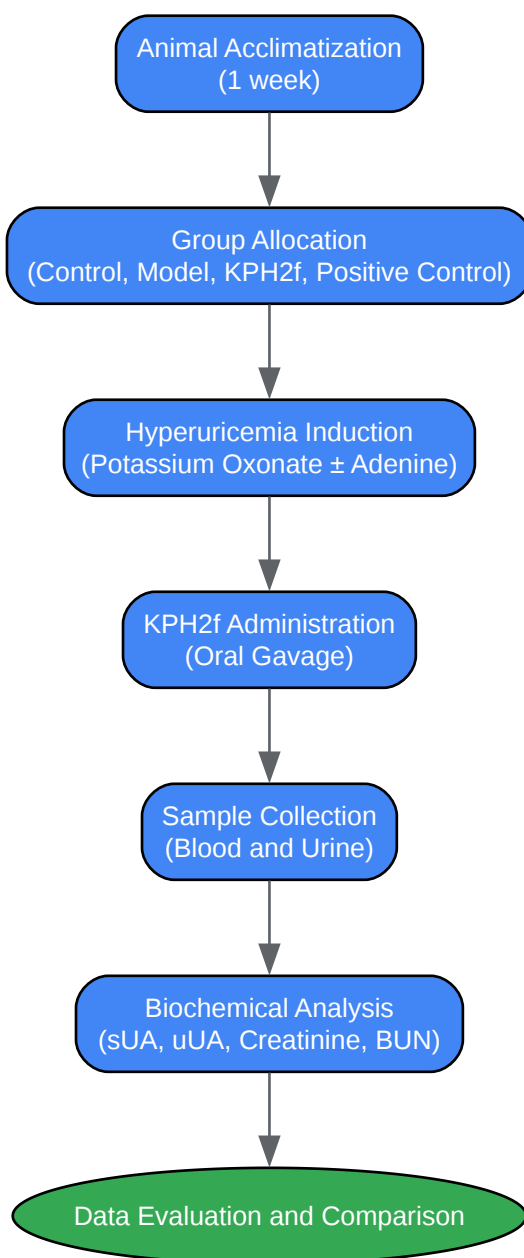 Animal Acclimatization
(1 week)
Group Allocation
(Control, Model, KPH2f, Positive Control)
Hyperuricemia Induction
(Potassium Oxonate ± Adenine)
KPH2f Administration
(Oral Gavage)
Sample Collection
(Blood and Urine)
Biochemical Analysis
(sUA, uUA, Creatinine, BUN)
Data Evaluation and Comparison